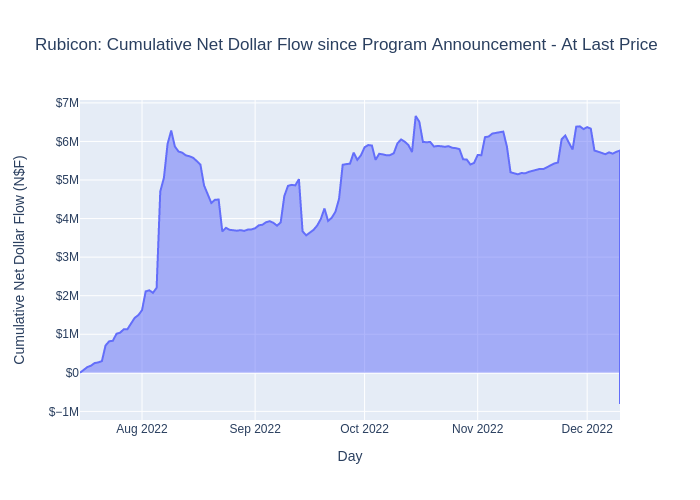 Rubicon: Cumulative Net Dollar Flow since Program Announcement - At Last Price
Cumulative Net Dollar Flow (N$F)
$7M
$6M
$5M
$4M
$3M
$2M
$1M
$0
$−1M
Aug 2022
Sep 2022
Oct 2022
Nov 2022
Dec 2022
Day